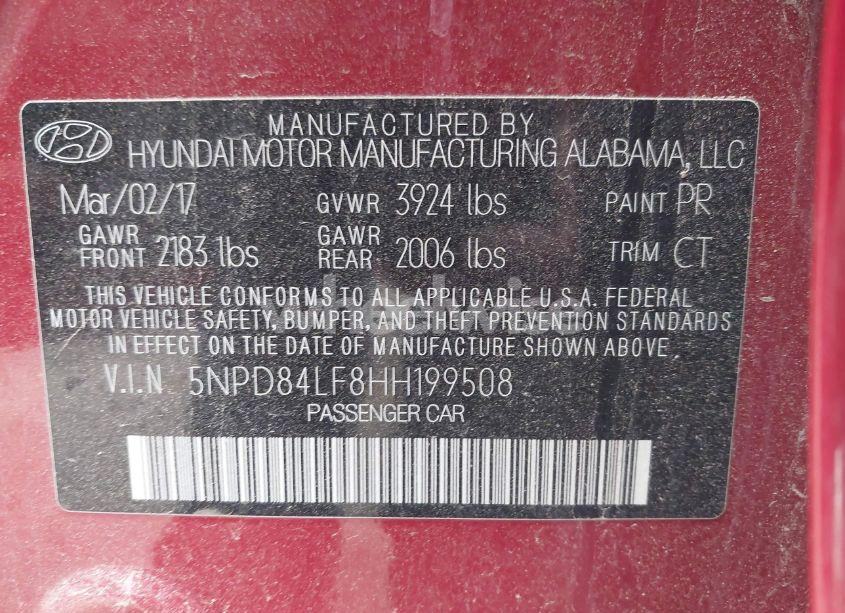 MANUFACTURED BY
HYUNDAI MOTOR MANUFACTURING ALABAMA, LLC
Mar/02/17 GVWR 3924 lbs PAINT PR
GAWR FRONT 2183 lbs GAWR REAR 2006 lbs TRIM CT
THIS VEHICLE CONFORMS TO ALL APPLICABLE U.S.A. FEDERAL
MOTOR VEHICLE SAFETY, BUMPER, AND THEFT PREVENTION STANDARDS
IN EFFECT ON THE DATE OF MANUFACTURE SHOWN ABOVE.
V.I.N 5NPD84LF8HH199508
PASSENGER CAR